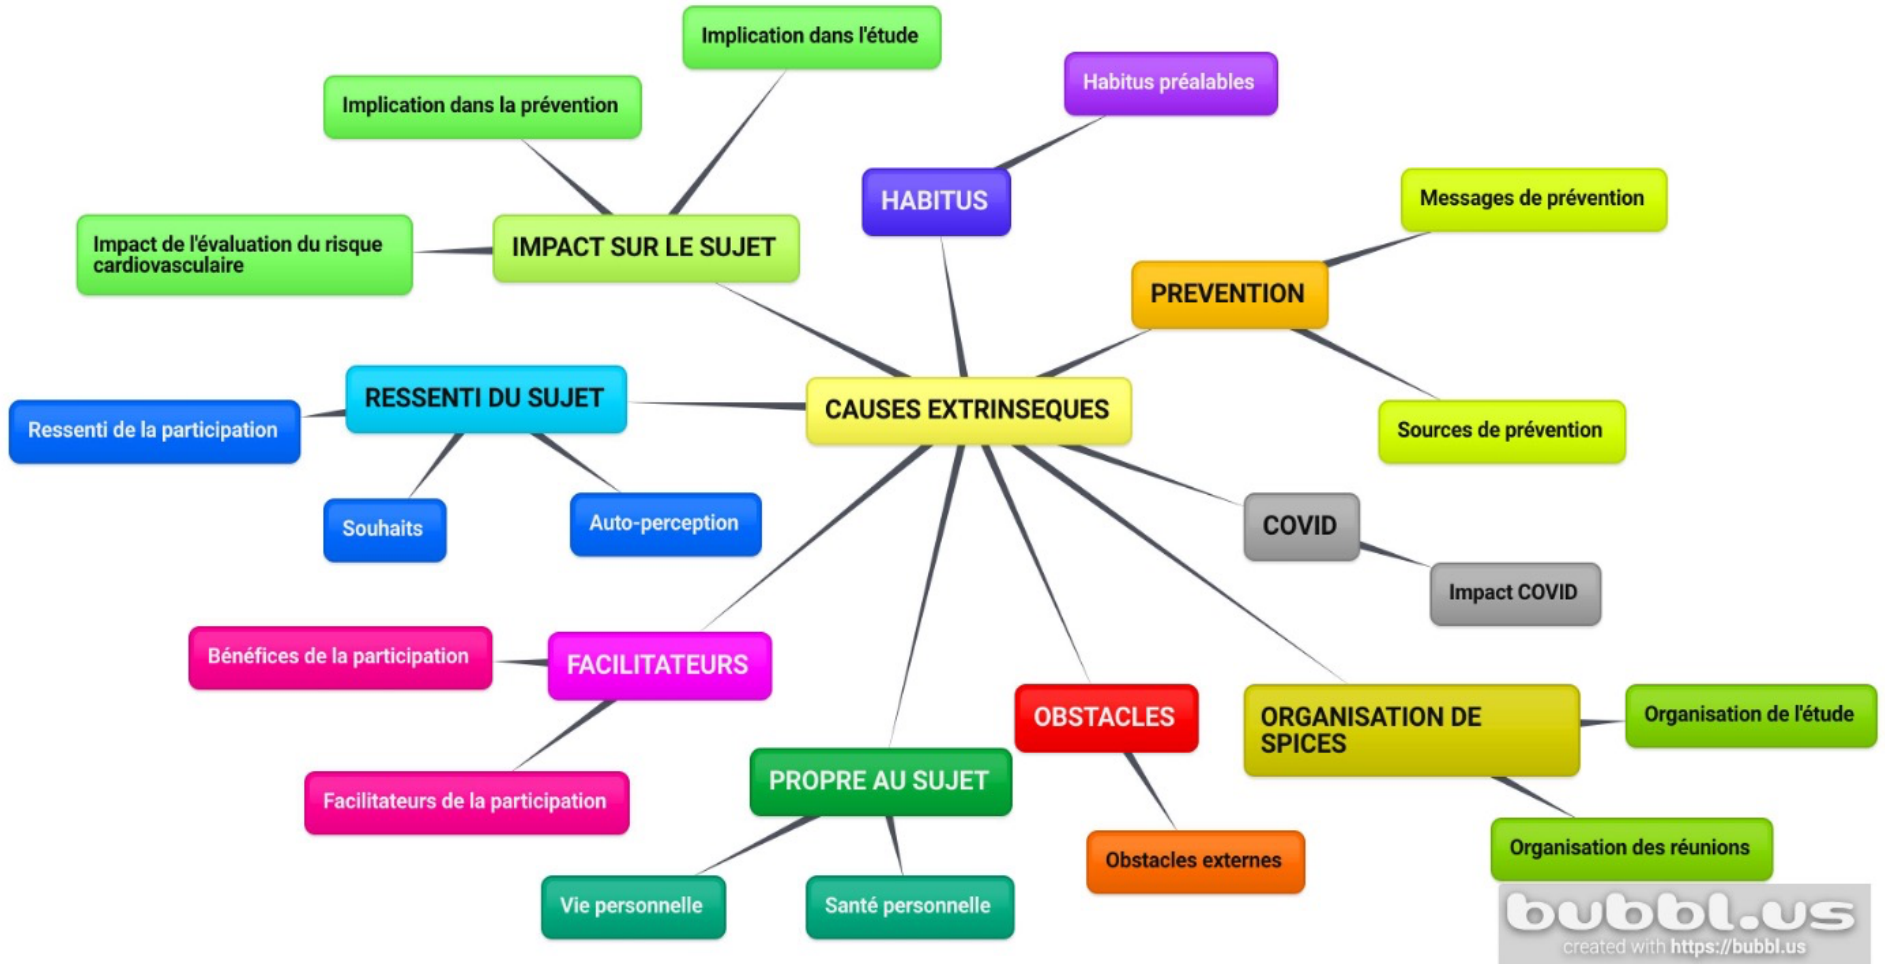 Implication dans l'étude
Implication dans la prévention
Habitus préalables
HABITUS
Messages de prévention
Impact de l'évaluation du risque
cardiovasculaire
IMPACT SUR LE SUJET
PREVENTION
RESSENTI DU SUJET
CAUSES EXTRINSEQUES
Ressenti de la participation
Sources de prévention
Souhaits
Auto-perception
COVID
Impact COVID
Bénéfices de la participation
FACILITATEURS
OBSTACLES
ORGANISATION DE
SPICES
Organisation de l'étude
PROPRE AU SUJET
Facilitateurs de la participation
Obstacles externes
Organisation des réunions
Vie personnelle
Santé personnelle
bubbl.us
created with https://bubbl.us